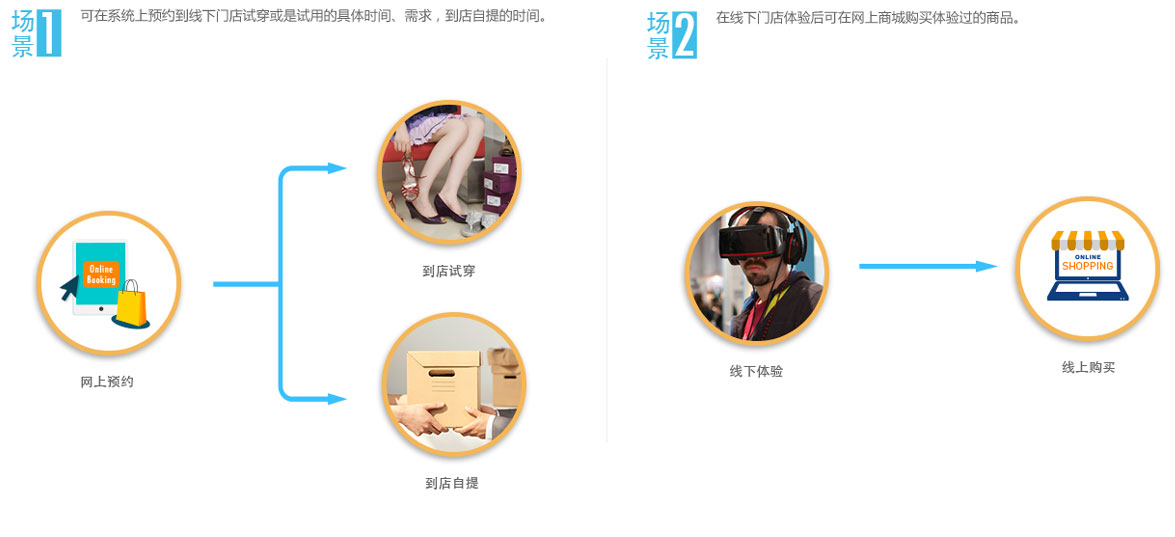 场景1
可在系统上预约到线下门店试穿或是试用的具体时间、需求，到店自提的时间。
Online
Booking
网上预约
到店试穿
到店自提
场景2
在线下门店体验后可在网上商城购买体验过的商品。
线下体验
ONLINE
SHOPPING
线上购买